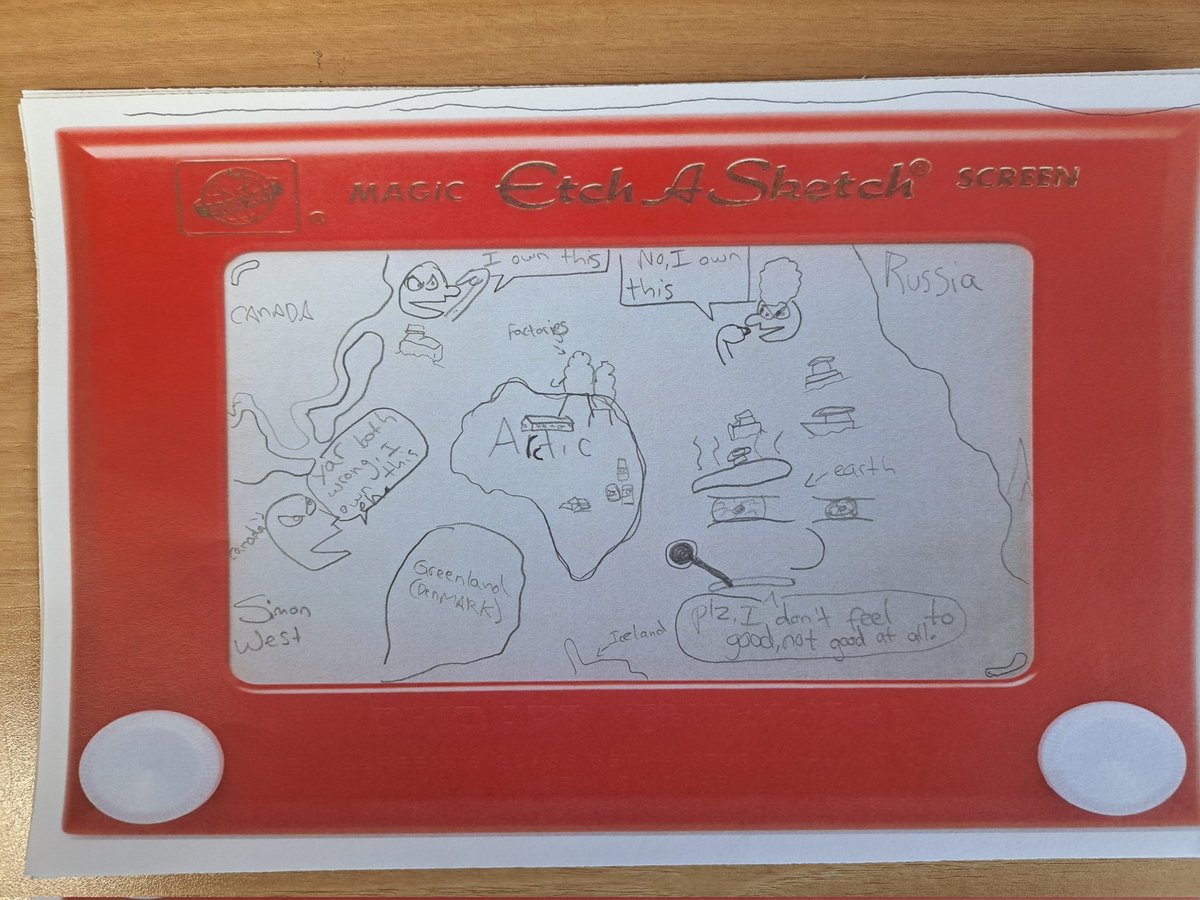 MAGIC Etch A Sketch® SCREEN
I own this
No, I own
this
Russia
CANADA
factories
Arctic
yar both
wrong, I
own this
eh.
earth
canada
Greenland
(DENMARK)
Simon
West
Iceland
plz, I don't feel to
good, not good at all.